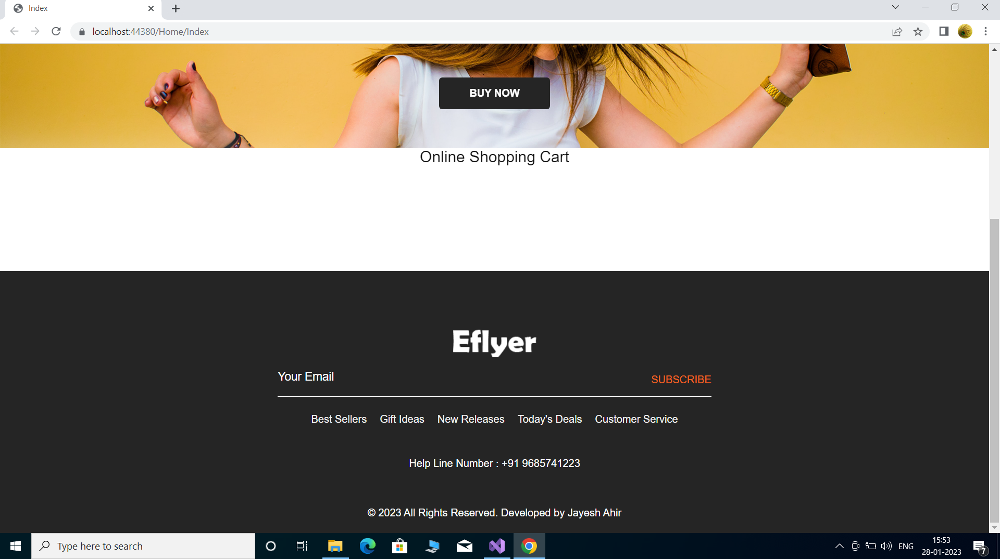 Index
localhost:44380/Home/Index
BUY NOW
Online Shopping Cart
Eflyer
Your Email
SUBSCRIBE
Best Sellers Gift Ideas New Releases Today's Deals Customer Service
Help Line Number : +91 9685741223
© 2023 All Rights Reserved. Developed by Jayesh Ahir
Type here to search
ENG
15:53
28-01-2023
7